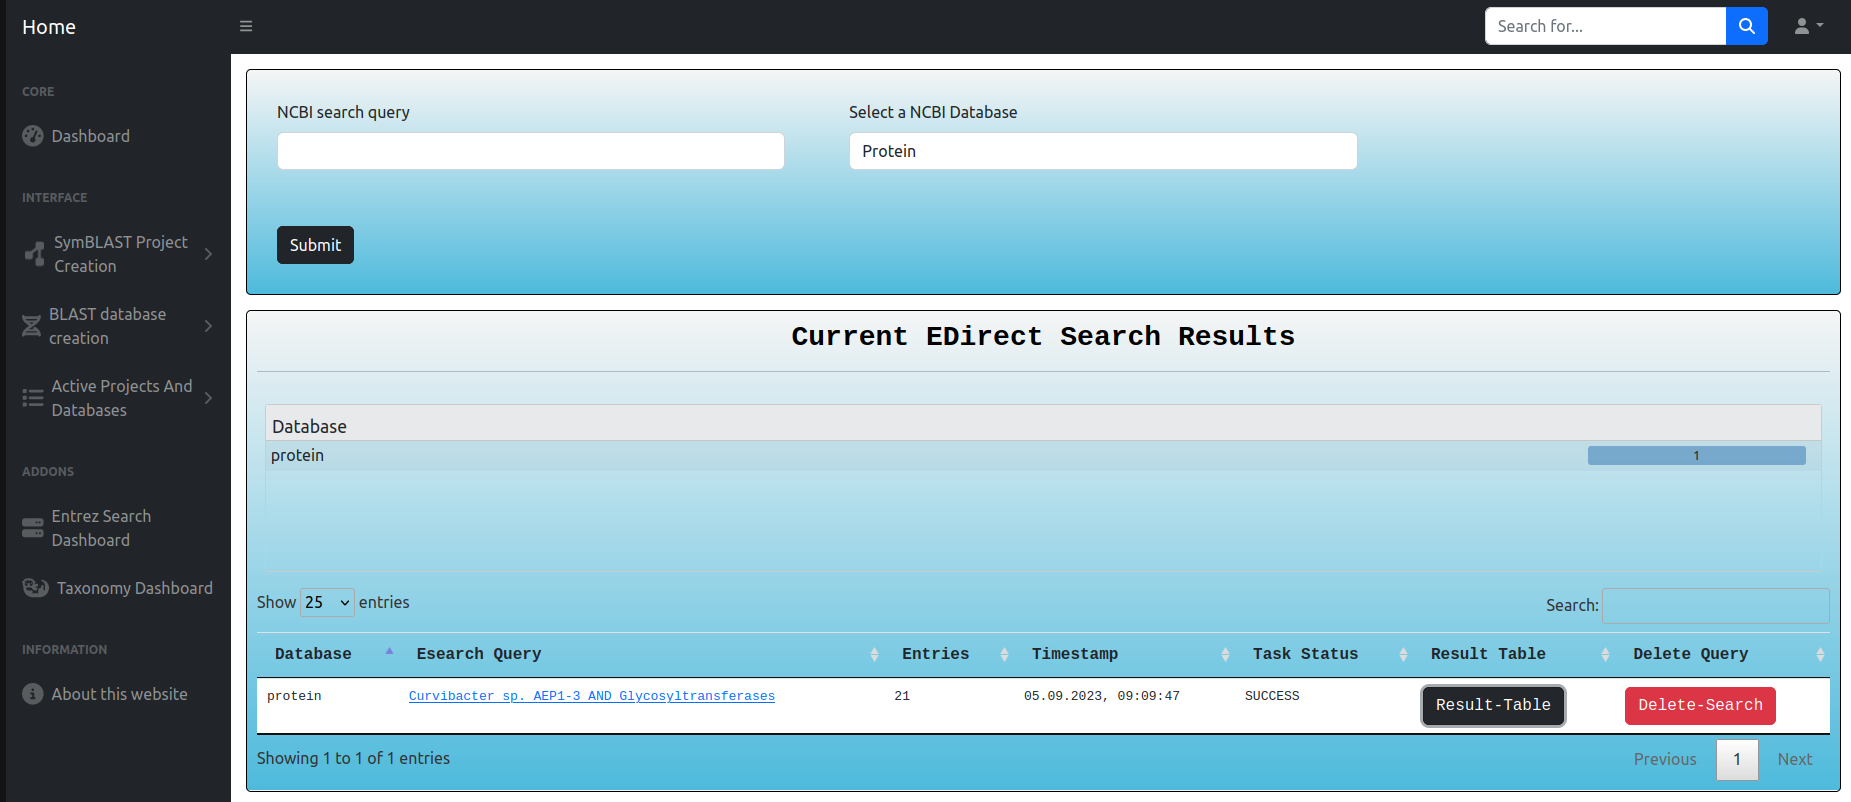 Home
Search for...
CORE
Dashboard
INTERFACE
SymBLAST Project
Creation
BLAST database
creation
Active Projects And
Databases
ADDONS
Entrez Search
Dashboard
Taxonomy Dashboard
INFORMATION
About this website
NCBI search query
Select a NCBI Database
Protein
Submit
Current EDirect Search Results
Database
protein 1
Show 25 entries
Search:
Database Esearch Query Entries Timestamp Task Status Result Table Delete Query
protein Curvibacter sp. AEP1-3 AND Glycosyltransferases 21 05.09.2023, 09:09:47 SUCCESS Result-Table Delete-Search
Showing 1 to 1 of 1 entries
Previous 1 Next